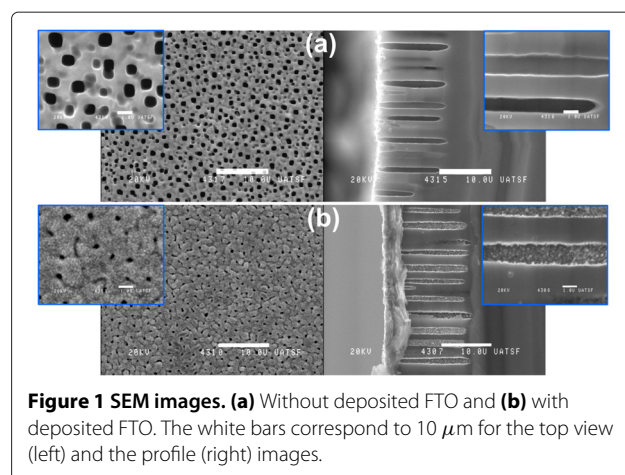 (a)
20KV 4317 10.0U UATSF
20KV 4315 10.0U UATSF
(b)
20KV 4310 10.0U UATSF
20KV 4307 10.0U UATSF
Figure 1 SEM images. (a) Without deposited FTO and (b) with
deposited FTO. The white bars correspond to 10 μm for the top view
(left) and the profile (right) images.